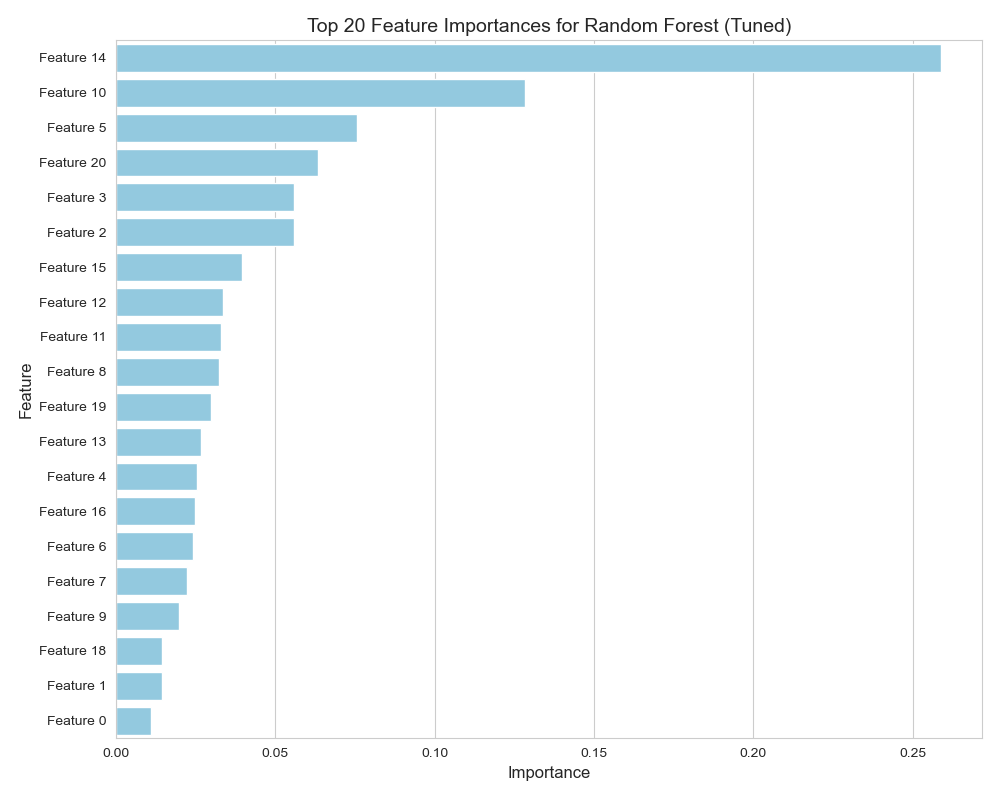 Top 20 Feature Importances for Random Forest (Tuned)
Feature 14
Feature 10
Feature 5
Feature 20
Feature 3
Feature 2
Feature 15
Feature 12
Feature 11
Feature 8
Feature 19
Feature 13
Feature 4
Feature 16
Feature 6
Feature 7
Feature 9
Feature 18
Feature 1
Feature 0
Feature
0.00 0.05 0.10 0.15 0.20 0.25
Importance